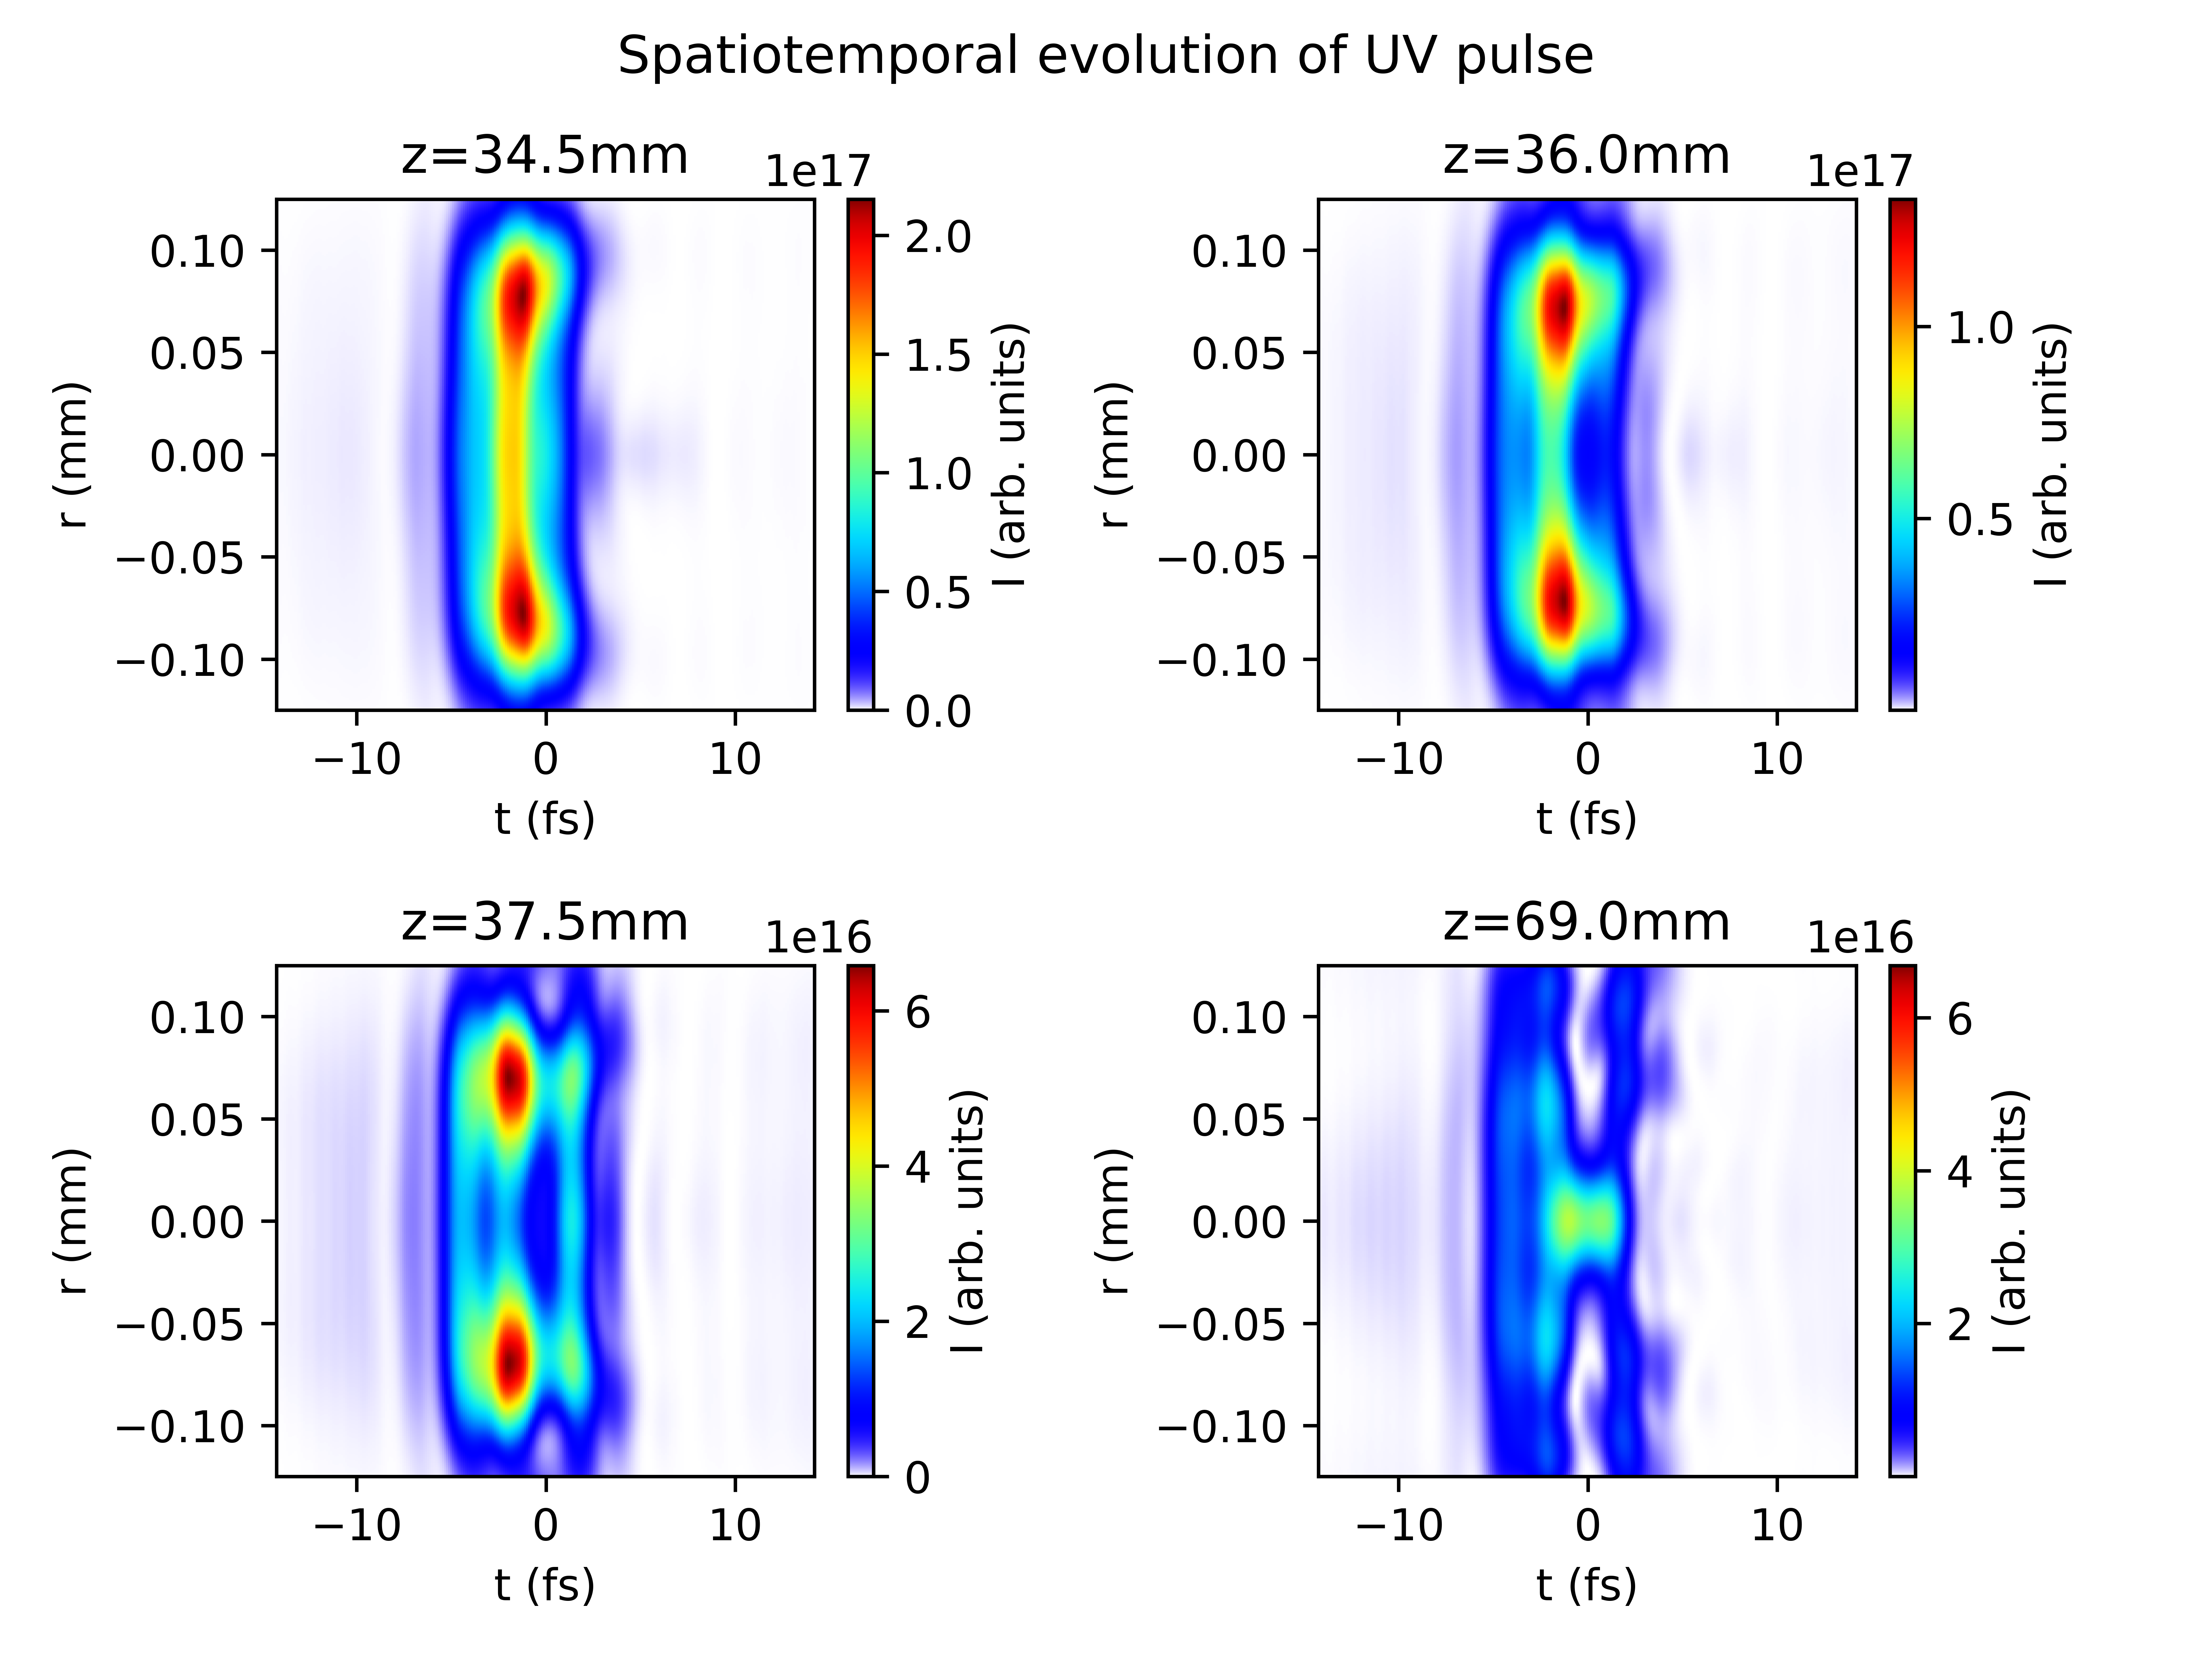 Spatiotemporal evolution of UV pulse
z=34.5mm
1e17
0.10
0.05
0.00
−0.05
−0.10
r (mm)
−10 0 10
t (fs)
2.0
1.5
1.0
0.5
0.0
I (arb. units)
z=36.0mm
1e17
0.10
0.05
0.00
−0.05
−0.10
r (mm)
−10 0 10
t (fs)
1.0
0.5
I (arb. units)
z=37.5mm
1e16
0.10
0.05
0.00
−0.05
−0.10
r (mm)
−10 0 10
t (fs)
6
4
2
0
I (arb. units)
z=69.0mm
1e16
0.10
0.05
0.00
−0.05
−0.10
r (mm)
−10 0 10
t (fs)
6
4
2
I (arb. units)